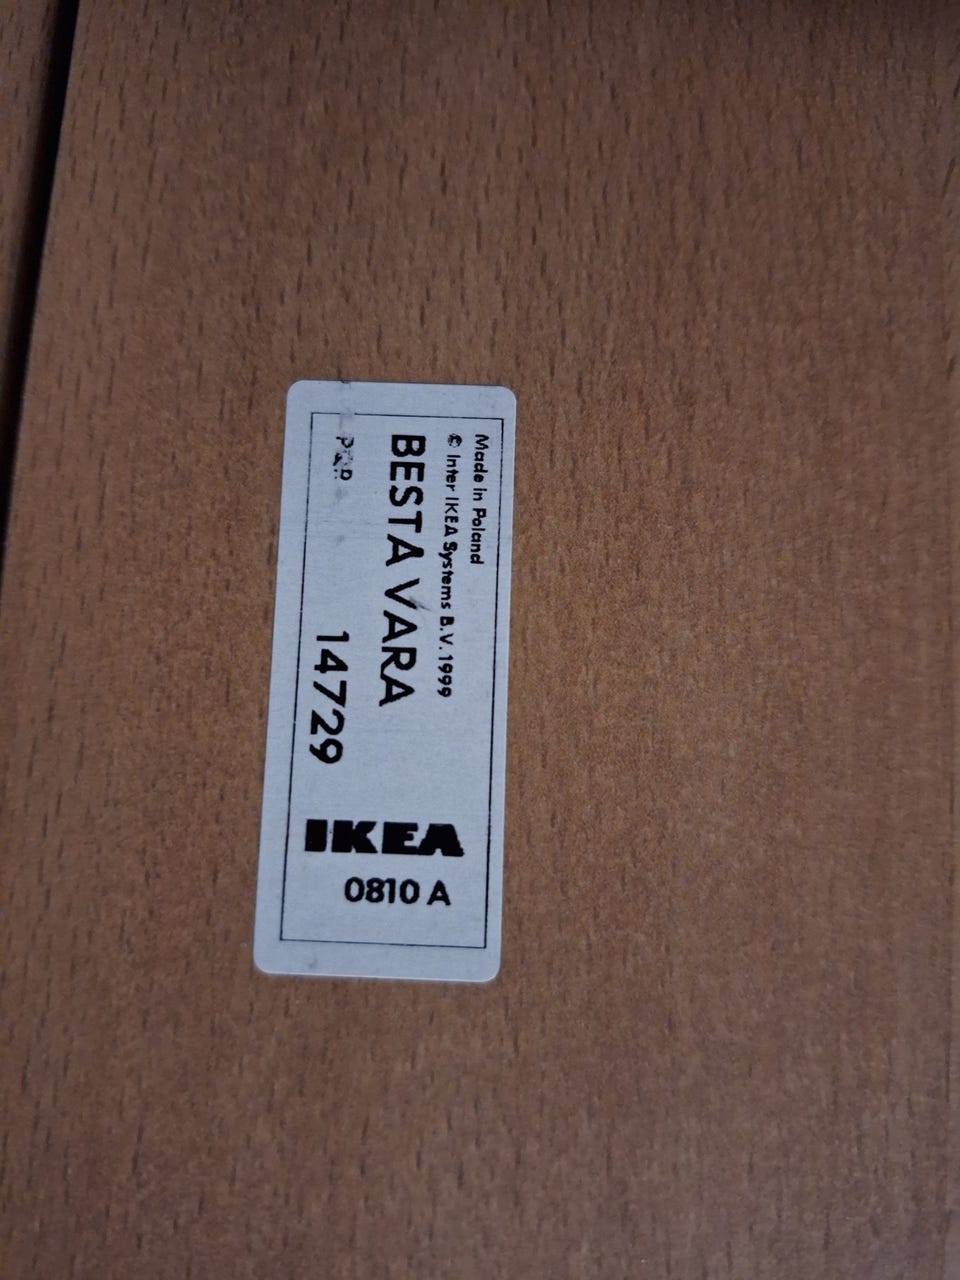 Made in Poland
© Inter IKEA Systems B.V. 1999
BESTA VARA
14729
IKEA
0810 A